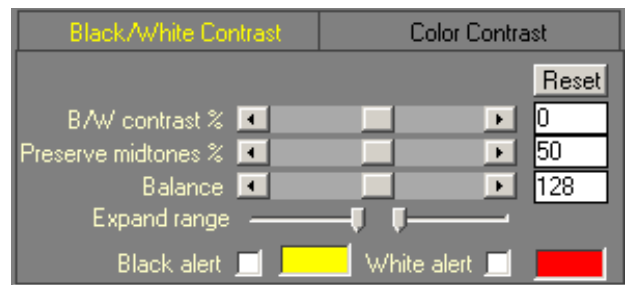 Black/White Contrast Color Contrast
Reset
B/W contrast % 0
Preserve midtones % 50
Balance 128
Expand range
Black alert White alert